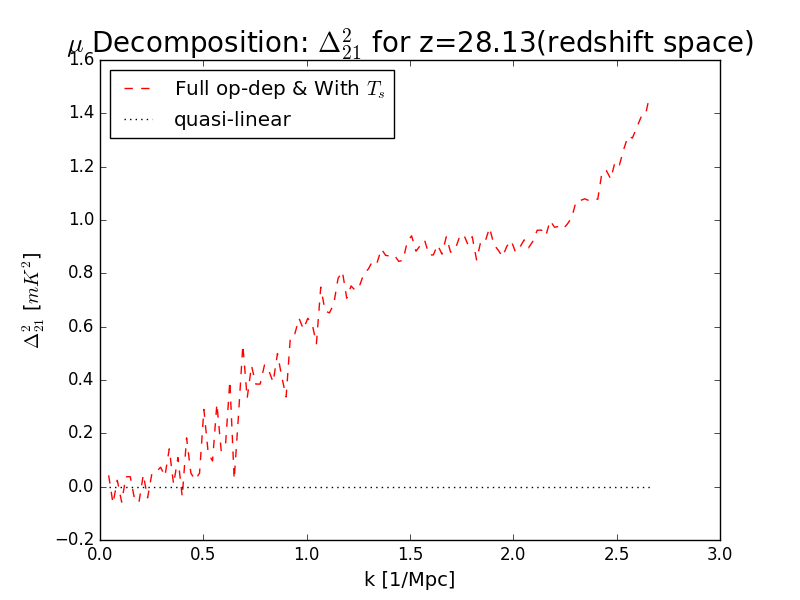 μ Decomposition: Δ²₂₁ for z=28.13(redshift space)
Full op-dep & With Tₛ
quasi-linear
Δ²₂₁ [mK²]
1.6
1.4
1.2
1.0
0.8
0.6
0.4
0.2
0.0
−0.2
0.0 0.5 1.0 1.5 2.0 2.5 3.0
k [1/Mpc]